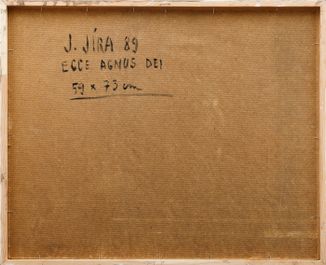 J. JÍRA 89
ECCE AGNUS DEI
59 × 73 cm